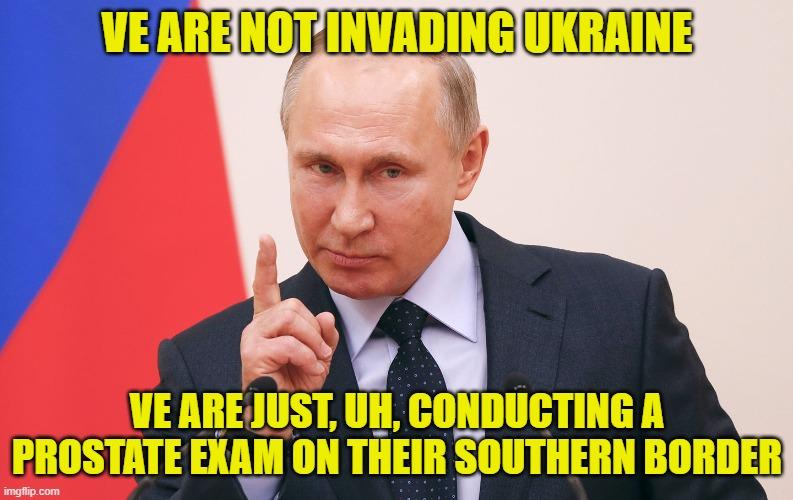 VE ARE NOT INVADING UKRAINE
VE ARE JUST, UH, CONDUCTING A
PROSTATE EXAM ON THEIR SOUTHERN BORDER
imgflip.com